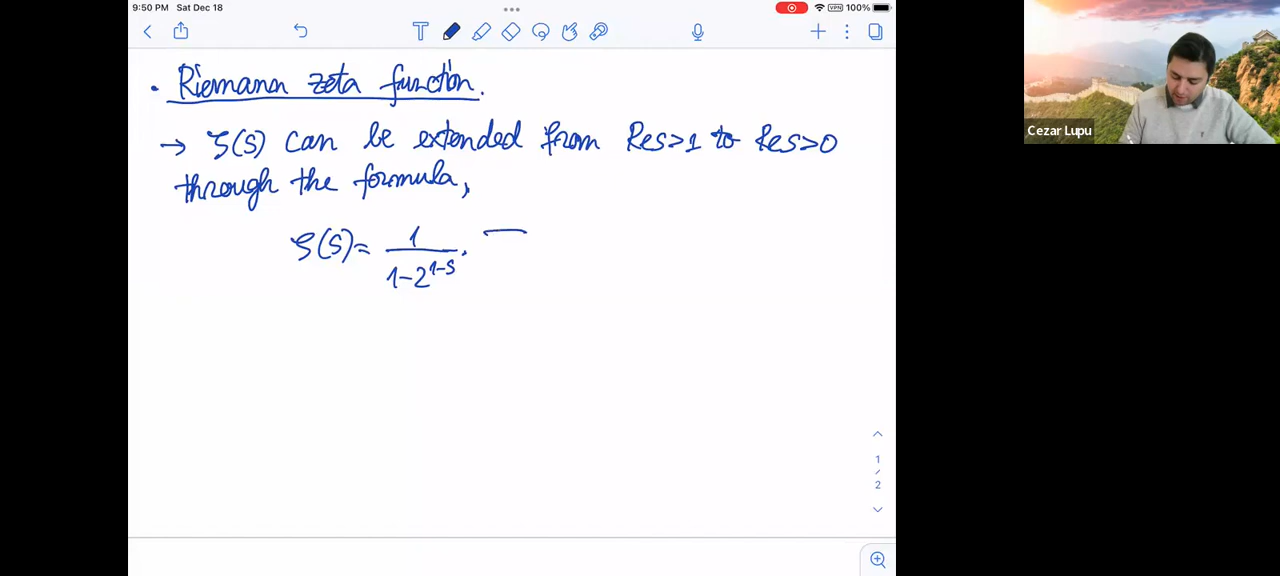 9:50 PM Sat Dec 18
VPN 100%
• Riemann zeta function.
→ ζ(s) can be extended from Res>1 to Res>0
through the formula,
ζ(s) = 1/(1-2^(1-s)) ·
Cezar Lupu
1
/
2